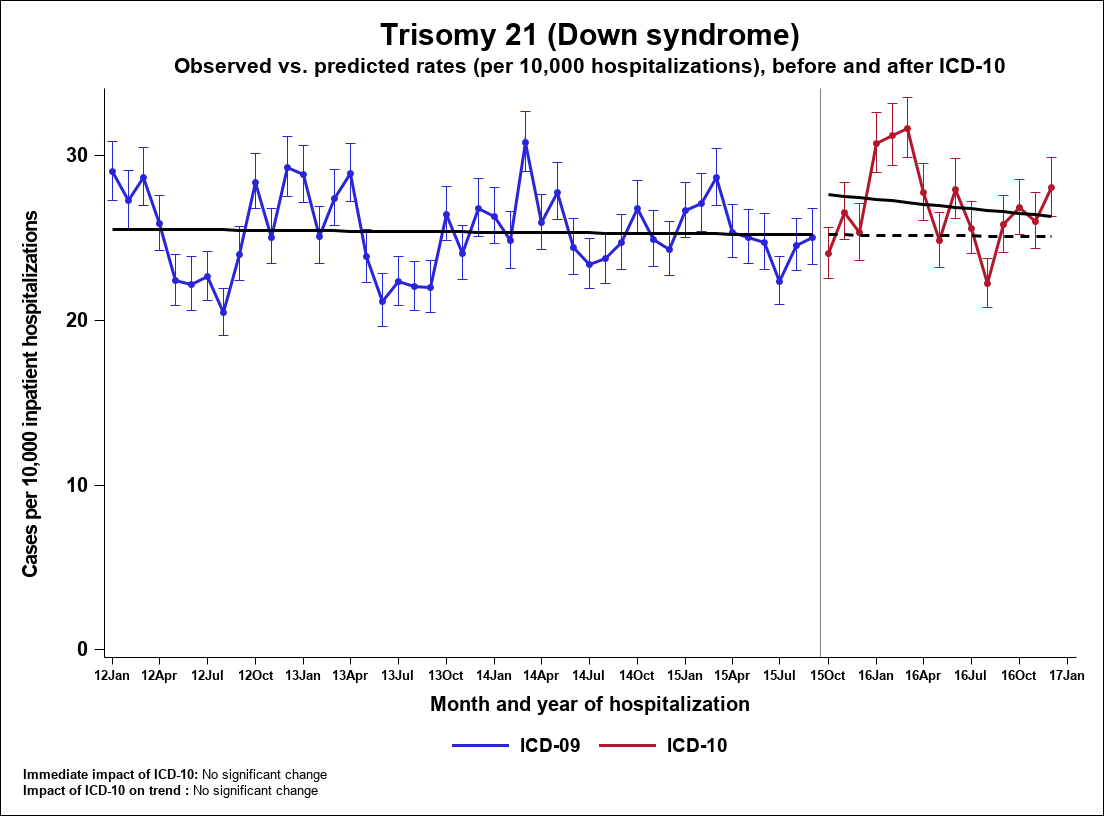 Trisomy 21 (Down syndrome)
Observed vs. predicted rates (per 10,000 hospitalizations), before and after ICD-10
Cases per 10,000 inpatient hospitalizations
30
20
10
0
12Jan 12Apr 12Jul 12Oct 13Jan 13Apr 13Jul 13Oct 14Jan 14Apr 14Jul 14Oct 15Jan 15Apr 15Jul 15Oct 16Jan 16Apr 16Jul 16Oct 17Jan
Month and year of hospitalization
ICD-09 ICD-10
Immediate impact of ICD-10: No significant change
Impact of ICD-10 on trend : No significant change